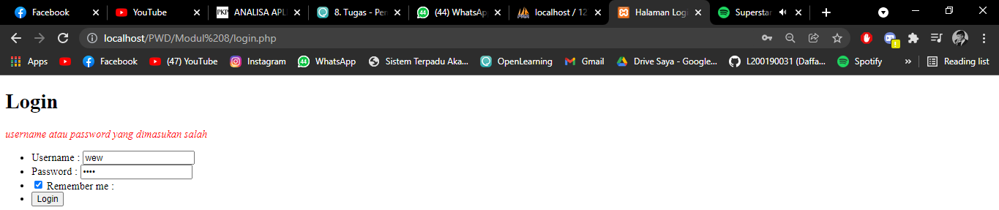 Facebook YouTube ANALISA APL 8. Tugas - Pen (44) WhatsAp localhost / 12 Halaman Logi Superstar
localhost/PWD/Modul%208/login.php
Apps Facebook (47) YouTube Instagram 44 WhatsApp Sistem Terpadu Aka... OpenLearning Gmail Drive Saya - Google... L200190031 (Daffa... Spotify » Reading list
Login
username atau password yang dimasukan salah
Username : wew
Password : ••••
Remember me :
Login